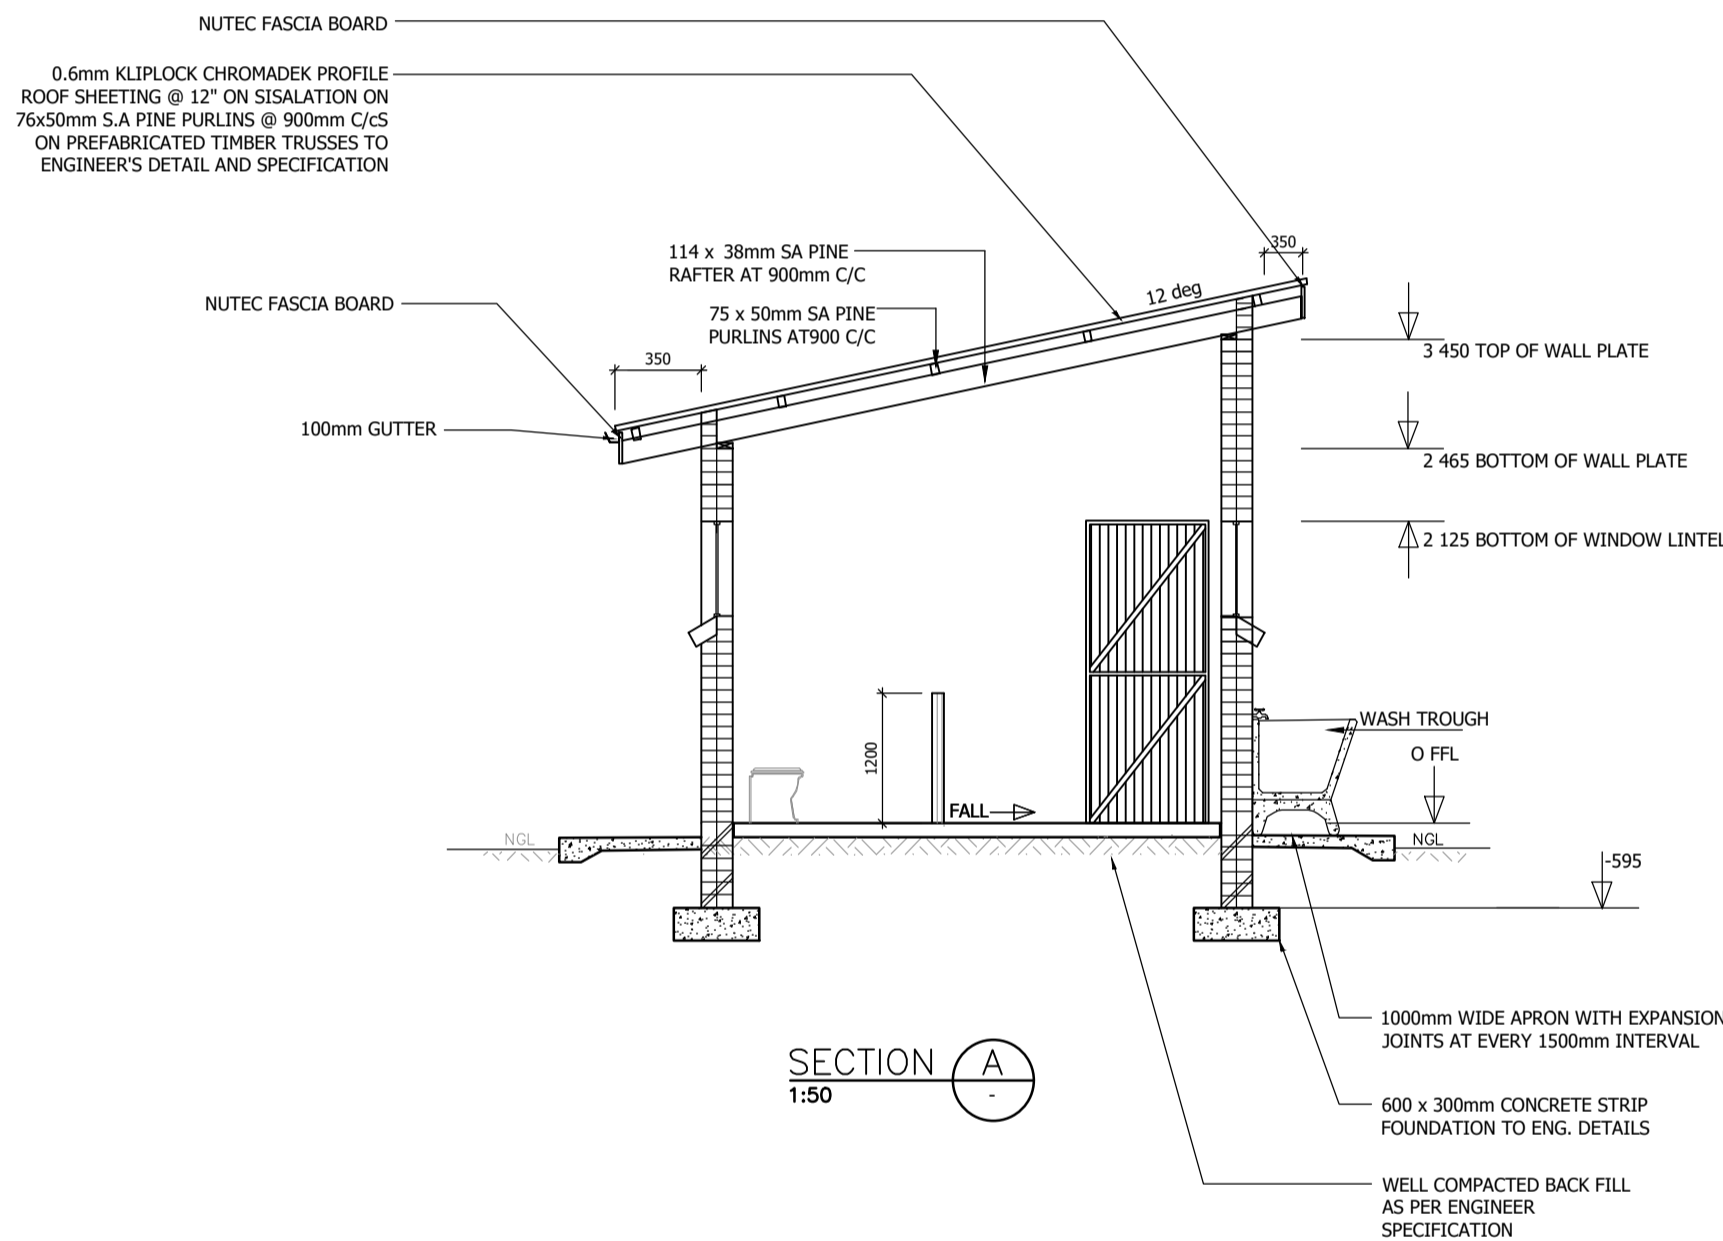 NUTEC FASCIA BOARD
0.6mm KLIPLOCK CHROMADEK PROFILE
ROOF SHEETING @ 12" ON SISALATION ON
76x50mm S.A PINE PURLINS @ 900mm C/cS
ON PREFABRICATED TIMBER TRUSSES TO
ENGINEER'S DETAIL AND SPECIFICATION
114 x 38mm SA PINE
RAFTER AT 900mm C/C
350
12 deg
NUTEC FASCIA BOARD
75 x 50mm SA PINE
PURLINS AT900 C/C
350
3 450 TOP OF WALL PLATE
100mm GUTTER
2 465 BOTTOM OF WALL PLATE
2 125 BOTTOM OF WINDOW LINTEL
WASH TROUGH
O FFL
1200
FALL
NGL
NGL
-595
1000mm WIDE APRON WITH EXPANSION
JOINTS AT EVERY 1500mm INTERVAL
SECTION A
1:50
-
600 x 300mm CONCRETE STRIP
FOUNDATION TO ENG. DETAILS
WELL COMPACTED BACK FILL
AS PER ENGINEER
SPECIFICATION